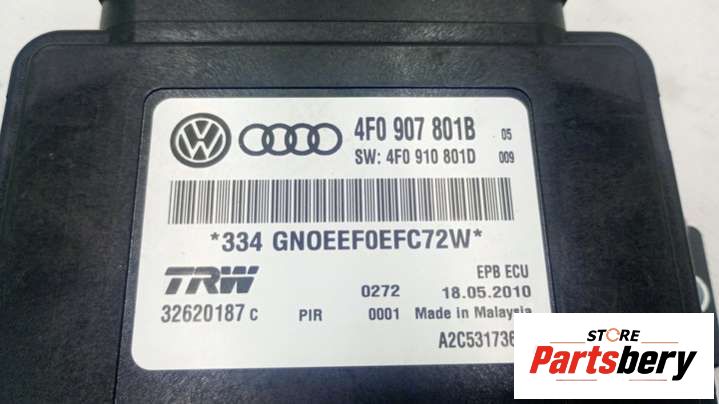 4F0 907 801B 05
SW: 4F0 910 801D 009
*334 GNOEEF0EFC72W*
TRW EPB ECU
0272 18.05.2010
32620187 C PIR 0001 Made in Malaysia
STORE
Partsbery